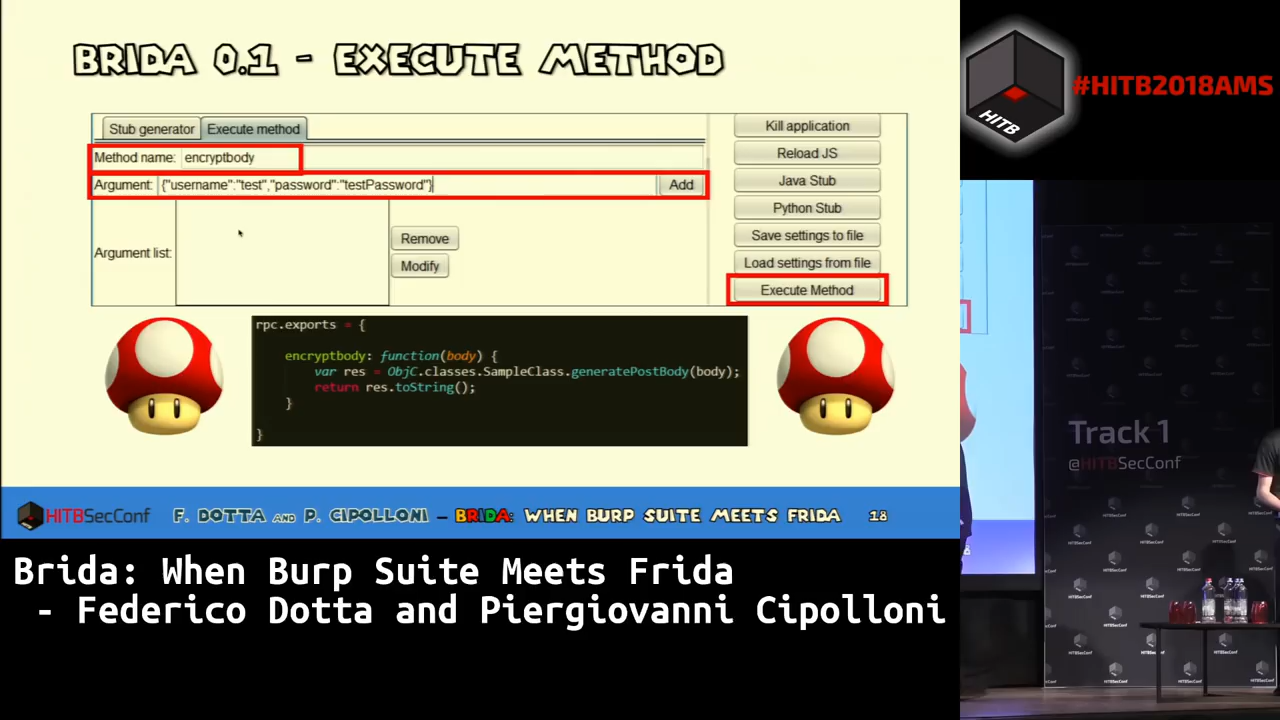 BRIDA 0.1 - EXECUTE METHOD
Stub generator Execute method
Method name: encryptbody
Argument: {"username":"test","password":"testPassword"} Add
Argument list:
Remove
Modify
Kill application
Reload JS
Java Stub
Python Stub
Save settings to file
Load settings from file
Execute Method
rpc.exports = {
encryptbody: function(body) {
var res = ObjC.classes.SampleClass.generatePostBody(body);
return res.toString();
}
}
HITBSecConf F. DOTTA AND P. CIPOLLONI – BRIDA: WHEN BURP SUITE MEETS FRIDA 18
Brida: When Burp Suite Meets Frida
- Federico Dotta and Piergiovanni Cipolloni
HITB
#HITB2018AMS
Track 1
@HITBSecConf